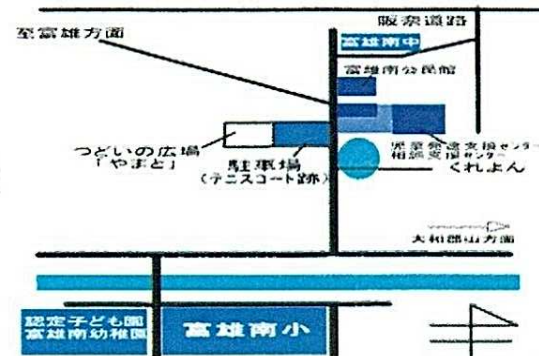 阪奈道路
至富雄方面
富雄南中
富雄南公民館
つどいの広場
「やまと」
駐車場
(テニスコート跡)
児童発達支援センター
相談支援センター
くれよん
大和郡山方面
認定子ども園
富雄南幼稚園
富雄南小